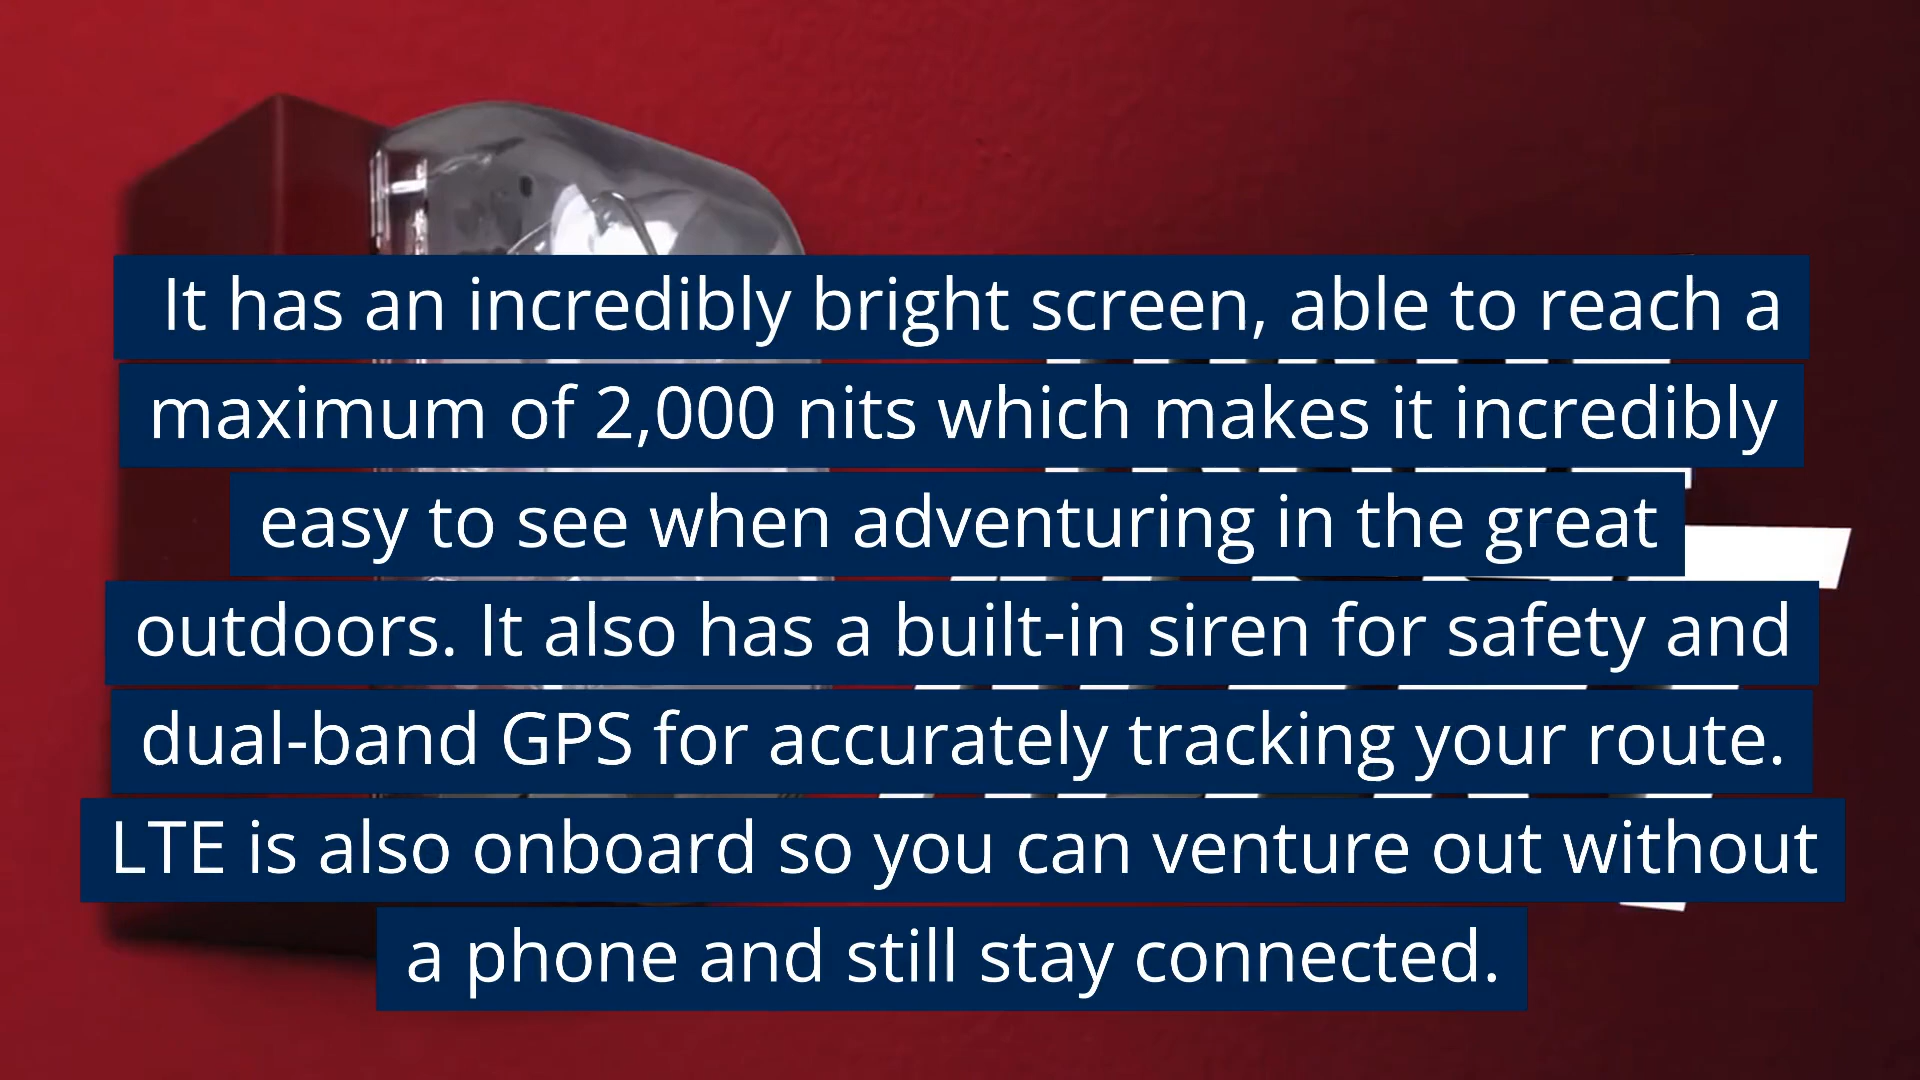 It has an incredibly bright screen, able to reach a
maximum of 2,000 nits which makes it incredibly
easy to see when adventuring in the great
outdoors. It also has a built-in siren for safety and
dual-band GPS for accurately tracking your route.
LTE is also onboard so you can venture out without
a phone and still stay connected.